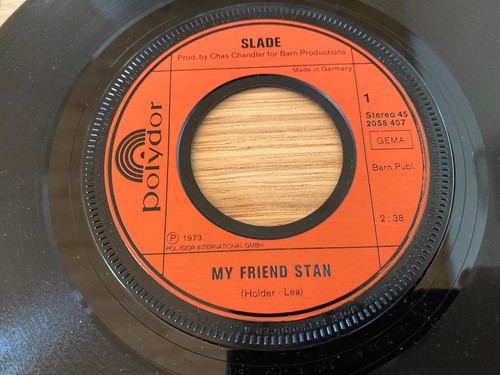 SLADE
Prod. by Chas Chandler for Barn Productions
Made in Germany
polydor
1
Stereo 45
2058 407
GEMA
Barn Publ.
2:38
Ⓟ 1973
POLYDOR INTERNATIONAL GMBH
MY FRIEND STAN
(Holder - Lea)